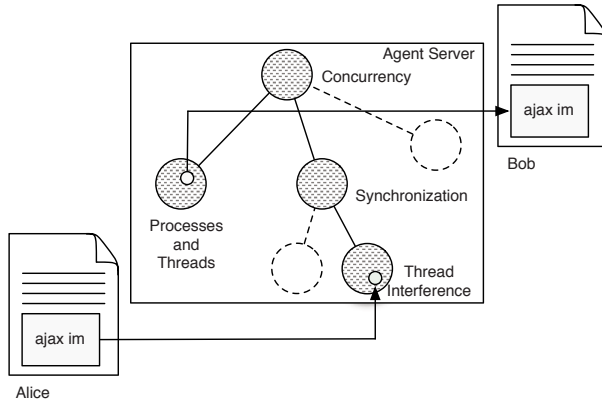 Agent Server
Concurrency
ajax im
Bob
Processes
and
Threads
Synchronization
Thread
Interference
ajax im
Alice